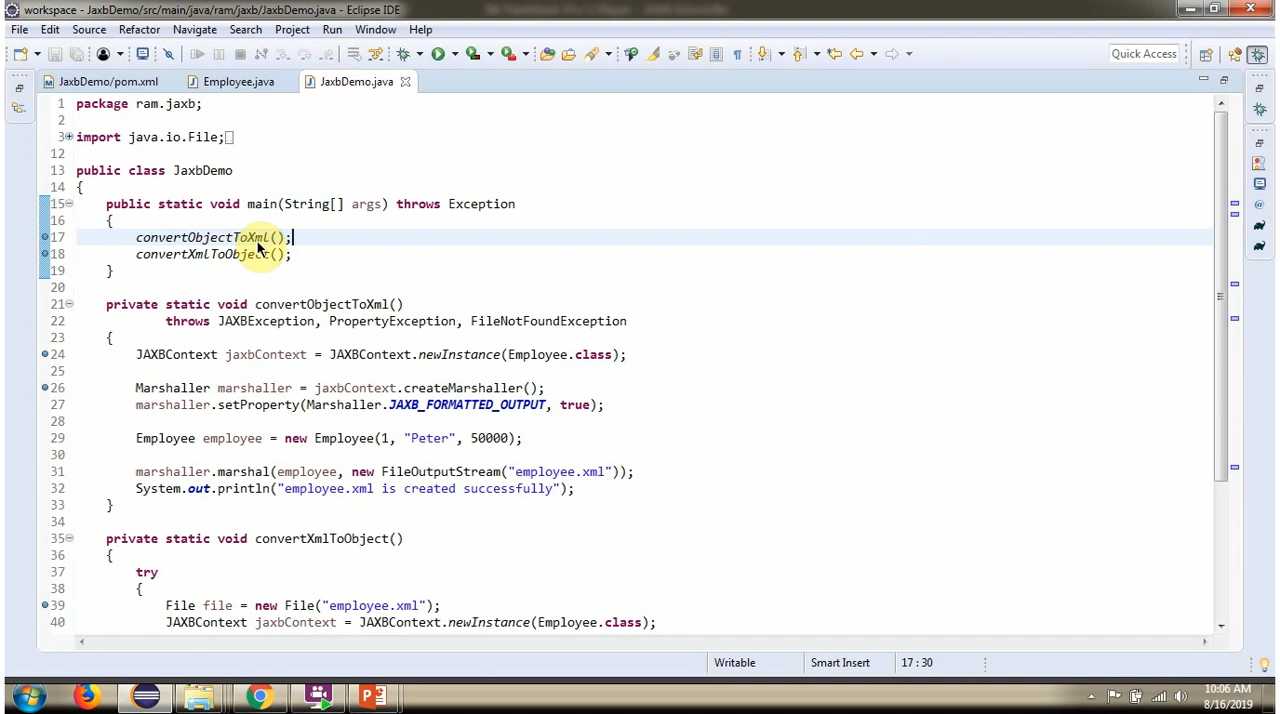 workspace - JaxbDemo/src/main/java/ram/jaxb/JaxbDemo.java - Eclipse IDE
File Edit Source Refactor Navigate Search Project Run Window Help
Quick Access
JaxbDemo/pom.xml Employee.java JaxbDemo.java
1 package ram.jaxb;
2
3 import java.io.File;
12
13 public class JaxbDemo
14 {
15 public static void main(String[] args) throws Exception
16 {
17 convertObjectToXml();
18 convertXmlToObject();
19 }
20
21 private static void convertObjectToXml()
22 throws JAXBException, PropertyException, FileNotFoundException
23 {
24 JAXBContext jaxbContext = JAXBContext.newInstance(Employee.class);
25
26 Marshaller marshaller = jaxbContext.createMarshaller();
27 marshaller.setProperty(Marshaller.JAXB_FORMATTED_OUTPUT, true);
28
29 Employee employee = new Employee(1, "Peter", 50000);
30
31 marshaller.marshal(employee, new FileOutputStream("employee.xml"));
32 System.out.println("employee.xml is created successfully");
33 }
34
35 private static void convertXmlToObject()
36 {
37 try
38 {
39 File file = new File("employee.xml");
40 JAXBContext jaxbContext = JAXBContext.newInstance(Employee.class);
Writable Smart Insert 17 : 30
10:06 AM
8/16/2019